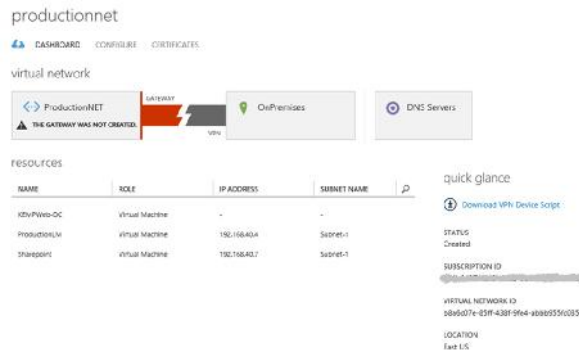 productionnet
DASHBOARD CONFIGURE CERTIFICATES
virtual network
ProductionNET
THE GATEWAY WAS NOT CREATED.
GATEWAY
VPN
OnPremises
DNS Servers
resources
NAME ROLE IP ADDRESS SUBNET NAME
Virtual Machine - -
Virtual Machine 192.168.40.4 Subnet-1
Sharepoint Virtual Machine 192.168.40.7 Subnet-1
quick glance
Download VPN Device Script
STATUS
Created
SUBSCRIPTION ID
VIRTUAL NETWORK ID
LOCATION
East US